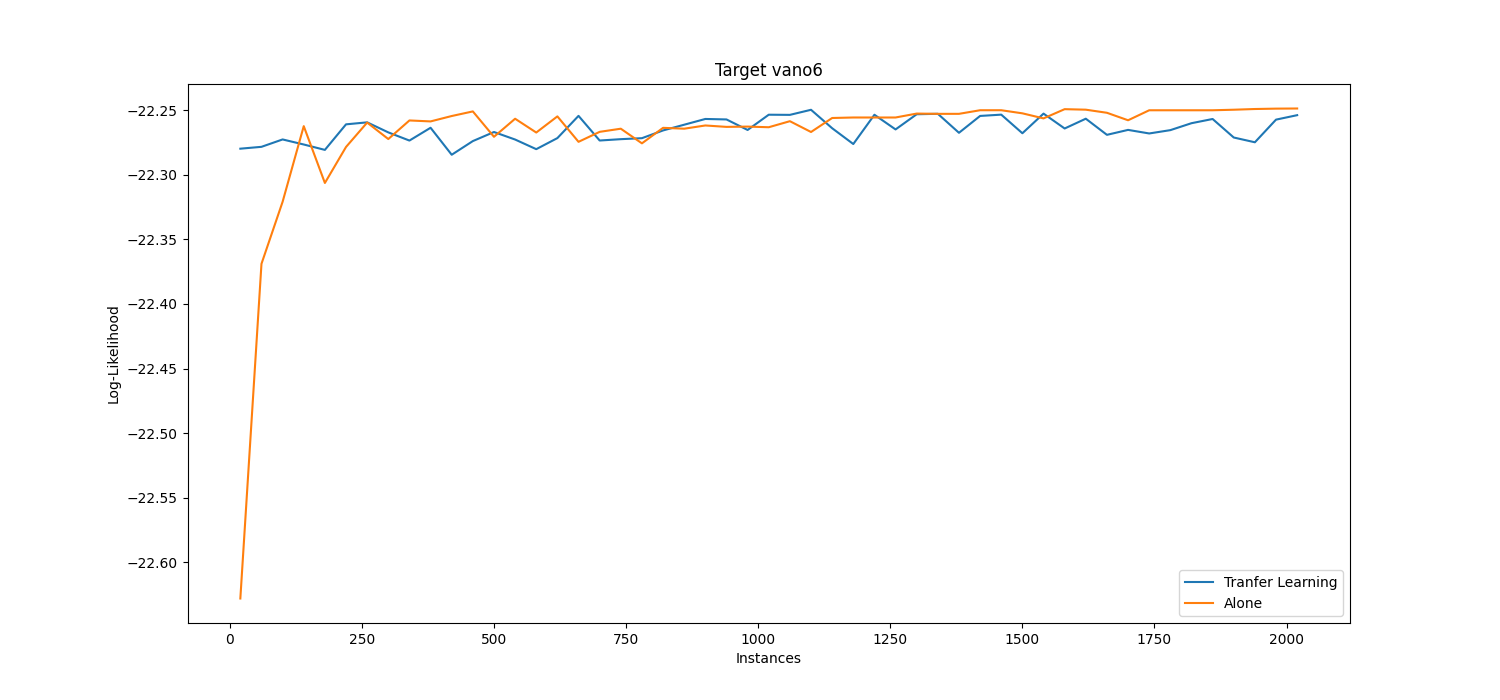 Target vano6
Log-Likelihood
−22.25
−22.30
−22.35
−22.40
−22.45
−22.50
−22.55
−22.60
Tranfer Learning
Alone
0 250 500 750 1000 1250 1500 1750 2000
Instances